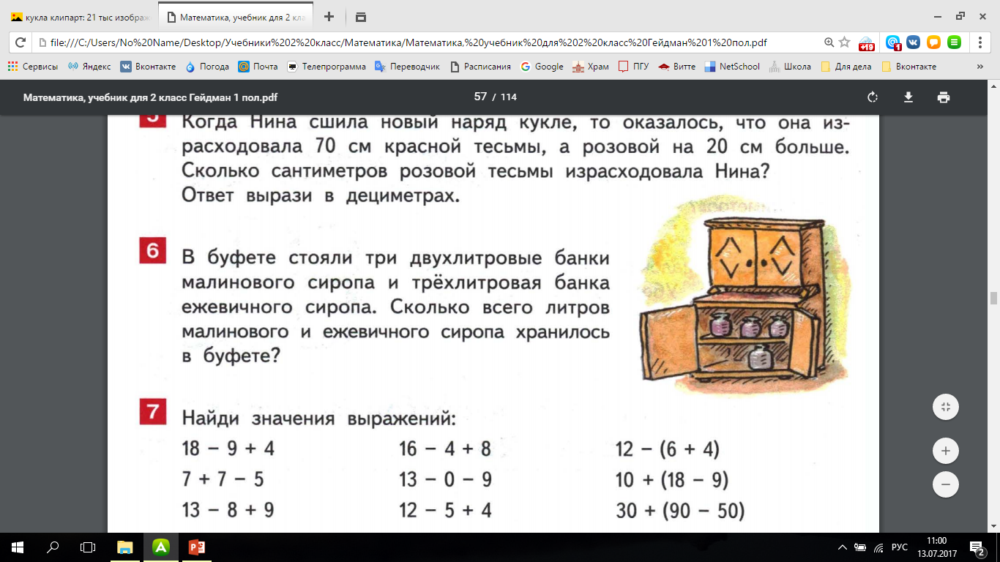 кукла клипарт: 21 тыс изображ
Математика, учебник для 2 кла
file:///C:/Users/No%20Name/Desktop/Учебники%202%20класс/Математика/Математика,%20учебник%20для%202%20класс%20Гейдман%201%20пол.pdf
+19
1
Сервисы Яндекс Вконтакте Погода Почта Телепрограмма Переводчик Расписания Google Храм ПГУ Витте NetSchool Школа Для дела Вконтакте »
Математика, учебник для 2 класс Гейдман 1 пол.pdf 57 / 114
5 Когда Нина сшила новый наряд кукле, то оказалось, что она из-
расходовала 70 см красной тесьмы, а розовой на 20 см больше.
Сколько сантиметров розовой тесьмы израсходовала Нина?
Ответ вырази в дециметрах.
6 В буфете стояли три двухлитровые банки
малинового сиропа и трёхлитровая банка
ежевичного сиропа. Сколько всего литров
малинового и ежевичного сиропа хранилось
в буфете?
7 Найди значения выражений:
18 − 9 + 4 16 − 4 + 8 12 − (6 + 4)
7 + 7 − 5 13 − 0 − 9 10 + (18 − 9)
13 − 8 + 9 12 − 5 + 4 30 + (90 − 50)
РУС
11:00
13.07.2017
2